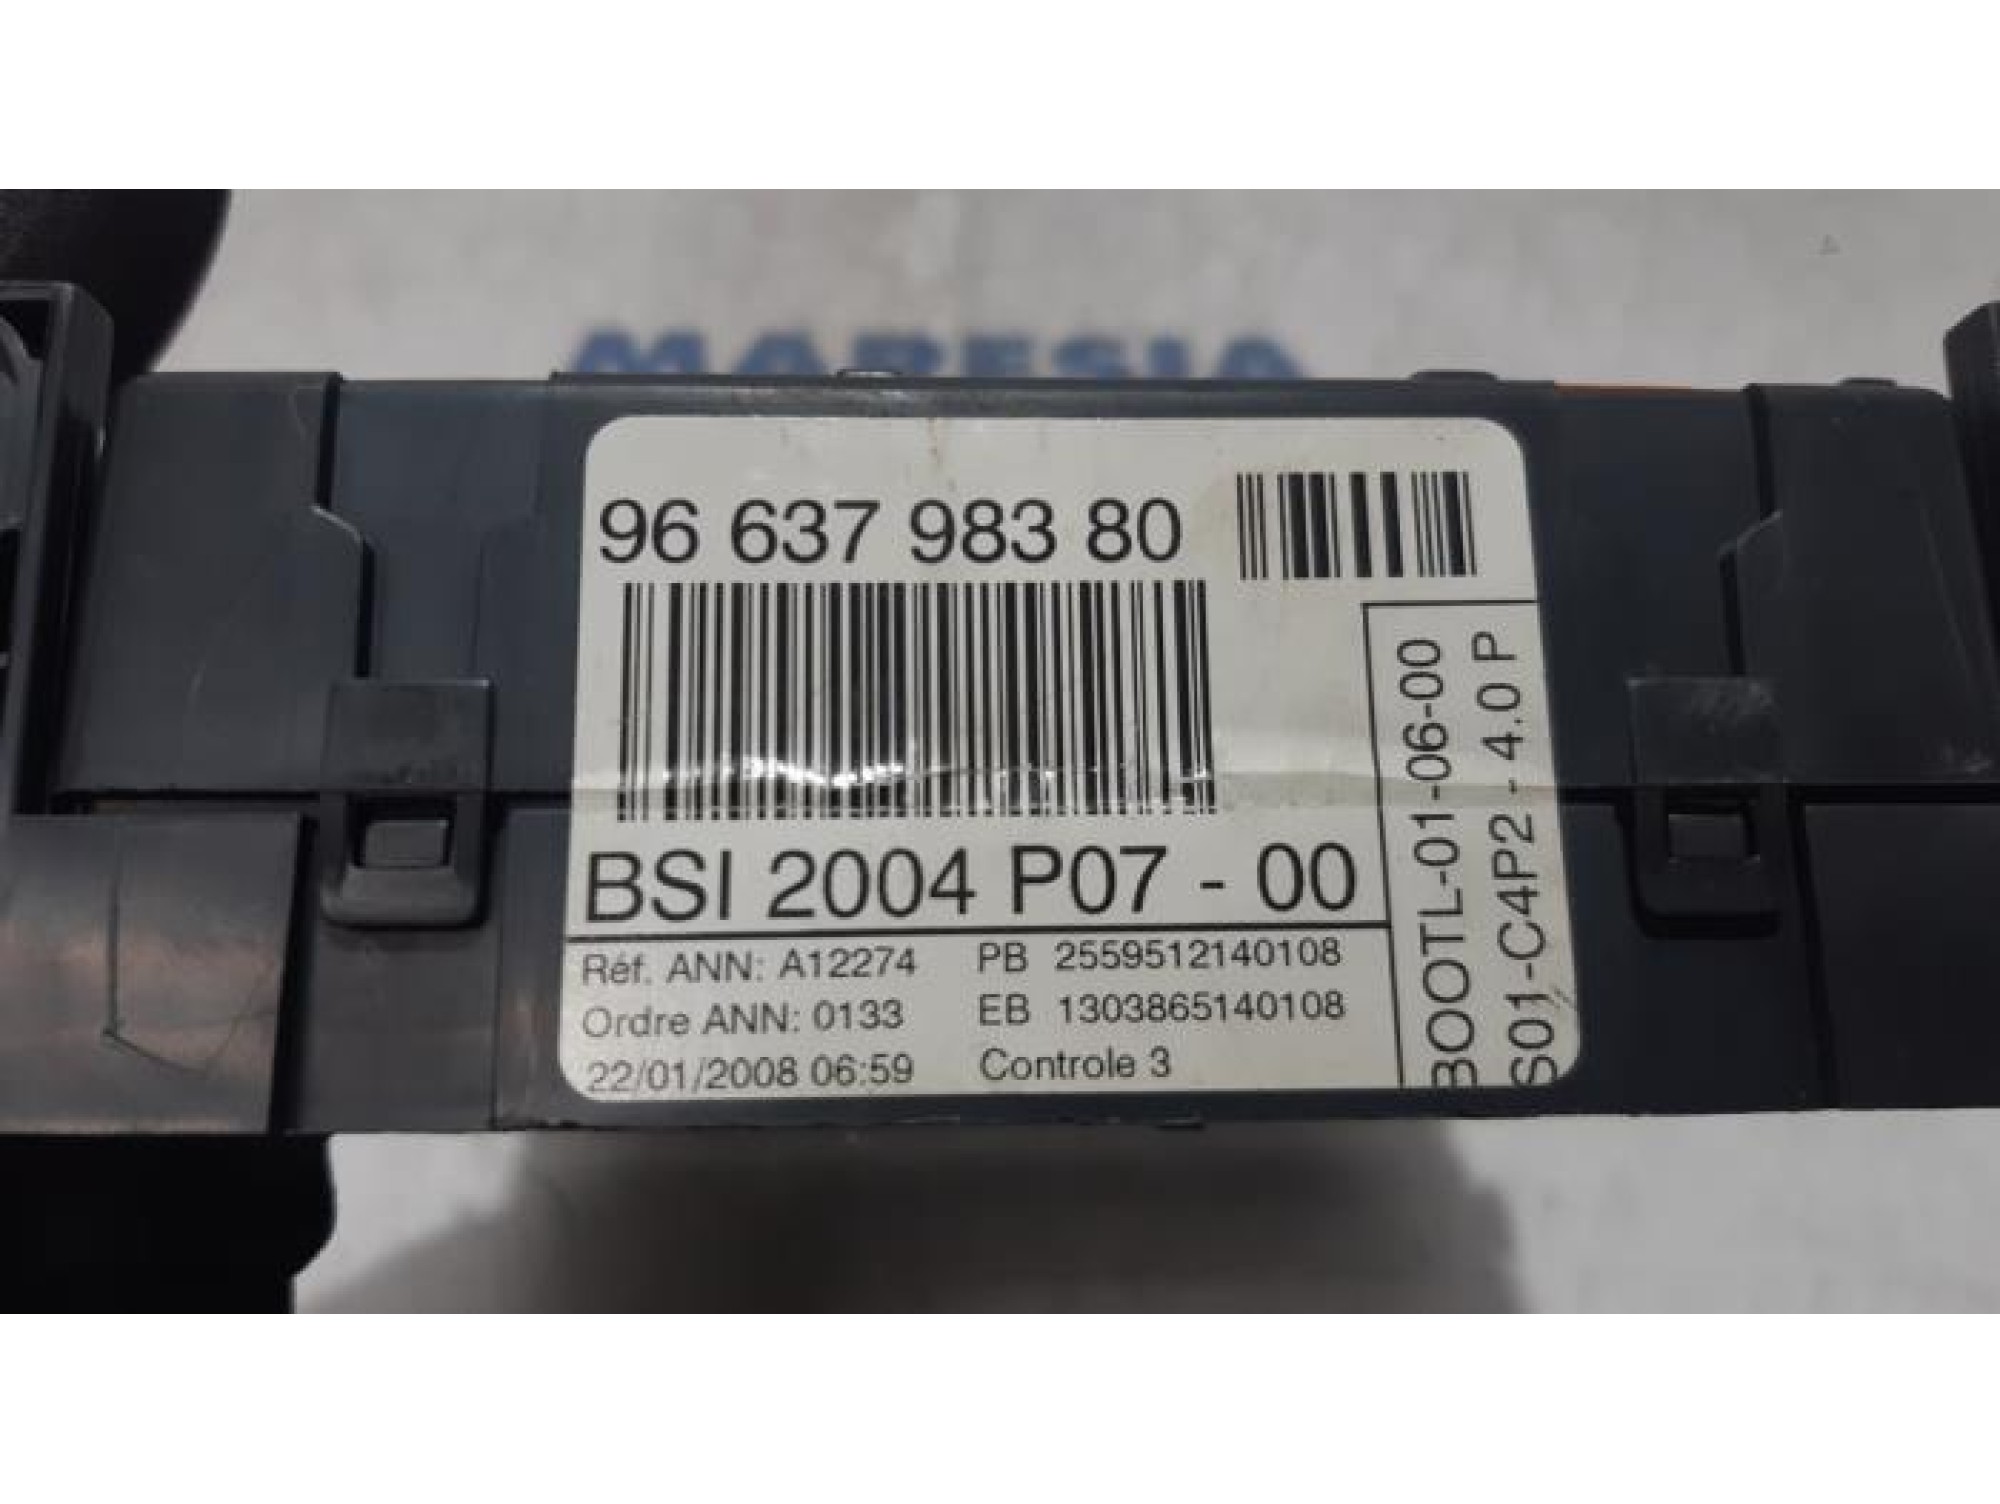 MARESIA
96 637 983 80
BSI 2004 P07 - 00
Réf. ANN: A12274
Ordre ANN: 0133
22/01/2008 06:59
PB 2559512140108
EB 1303865140108
Controle 3
BOOTL-01-06-00
S01-C4P2 - 4.0 P